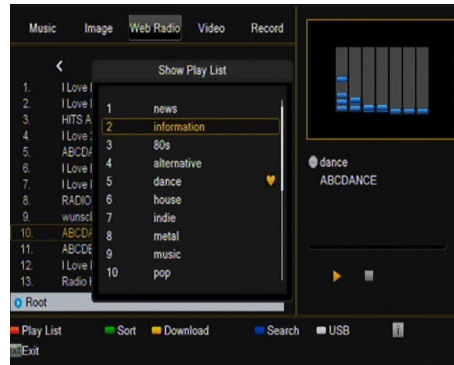 Music Image Web Radio Video Record
<
Show Play List
1. I Love
2. I Love
3. HITS A
4. I Love
5. ABCD
6. I Love
7. I Love
8. RADIO
9. wunscl
10. ABCD
11. ABCDE
12. I Love
13. Radio
1 news
2 information
3 80s
4 alternative
5 dance
6 house
7 indie
8 metal
9 music
10 pop
dance
ABCDANCE
Root
Play List Sort Download Search USB i
Exit